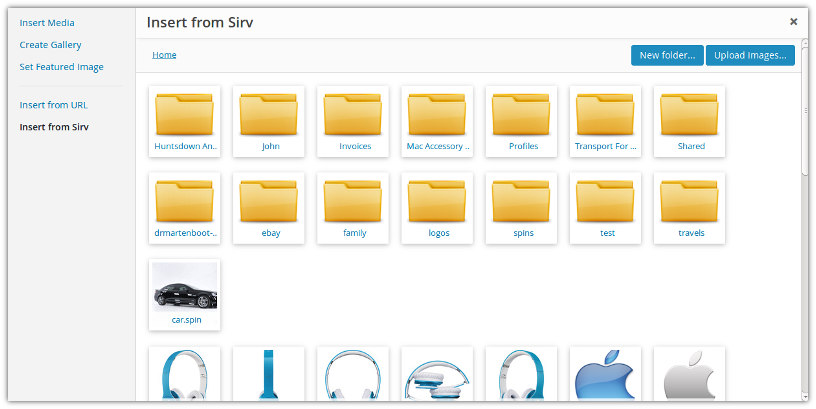 Insert Media
Create Gallery
Set Featured Image
Insert from URL
Insert from Sirv
Insert from Sirv
Home
New folder...
Upload Images...
Huntsdown An..
John
Invoices
Mac Accessory ..
Profiles
Transport For ...
Shared
drmartenboot-..
ebay
family
logos
spins
test
travels
car.spin